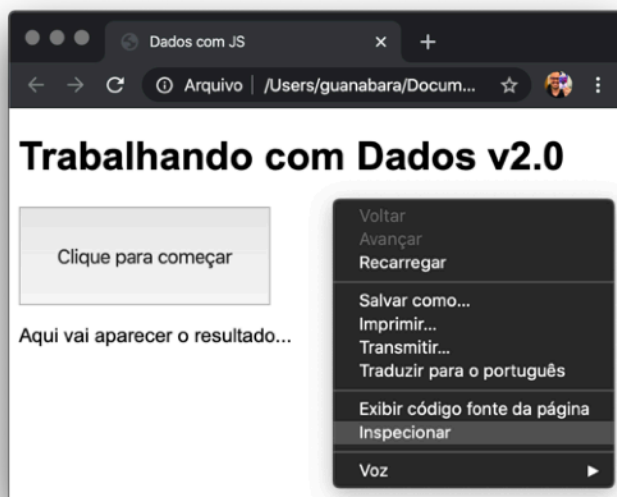 Dados com JS
Arquivo | /Users/guanabara/Docum...
Trabalhando com Dados v2.0
Clique para começar
Aqui vai aparecer o resultado...
Voltar
Avançar
Recarregar
Salvar como...
Imprimir...
Transmitir...
Traduzir para o português
Exibir código fonte da página
Inspecionar
Voz